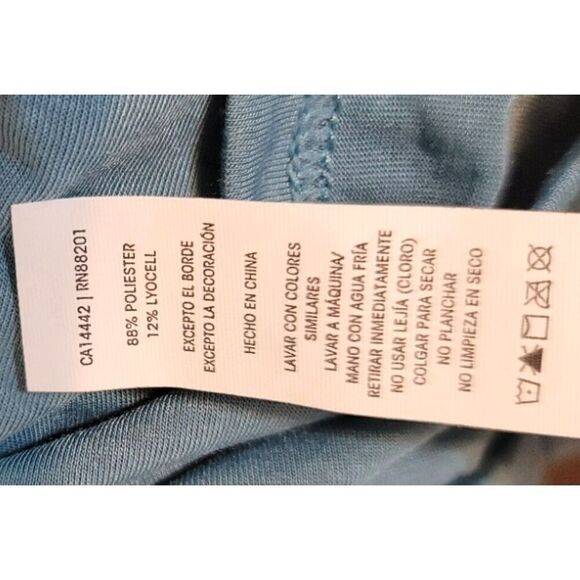 CA14442 | RN88201
88% POLIESTER
12% LYOCELL
EXCEPTO EL BORDE
EXCEPTO LA DECORACIÓN
HECHO EN CHINA
LAVAR CON COLORES
SIMILARES
LAVAR A MÁQUINA/
MANO CON AGUA FRÍA
RETIRAR INMEDIATAMENTE
NO USAR LEJÍA (CLORO)
COLGAR PARA SECAR
NO PLANCHAR
NO LIMPIEZA EN SECO